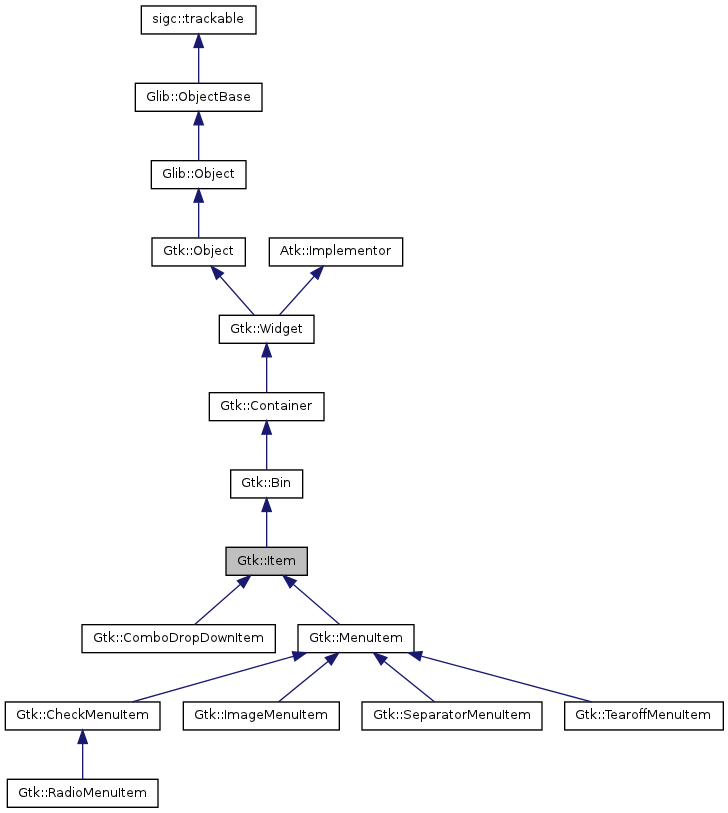 sigc::trackable
Glib::ObjectBase
Glib::Object
Gtk::Object
Atk::Implementor
Gtk::Widget
Gtk::Container
Gtk::Bin
Gtk::Item
Gtk::ComboDropDownItem
Gtk::MenuItem
Gtk::CheckMenuItem
Gtk::ImageMenuItem
Gtk::SeparatorMenuItem
Gtk::TearoffMenuItem
Gtk::RadioMenuItem